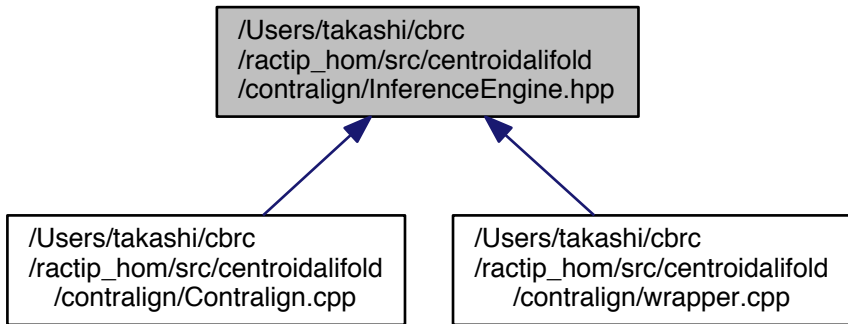 /Users/takashi/cbrc
/ractip_hom/src/centroidalifold
/contralign/InferenceEngine.hpp
/Users/takashi/cbrc
/ractip_hom/src/centroidalifold
/contralign/Contralign.cpp
/Users/takashi/cbrc
/ractip_hom/src/centroidalifold
/contralign/wrapper.cpp